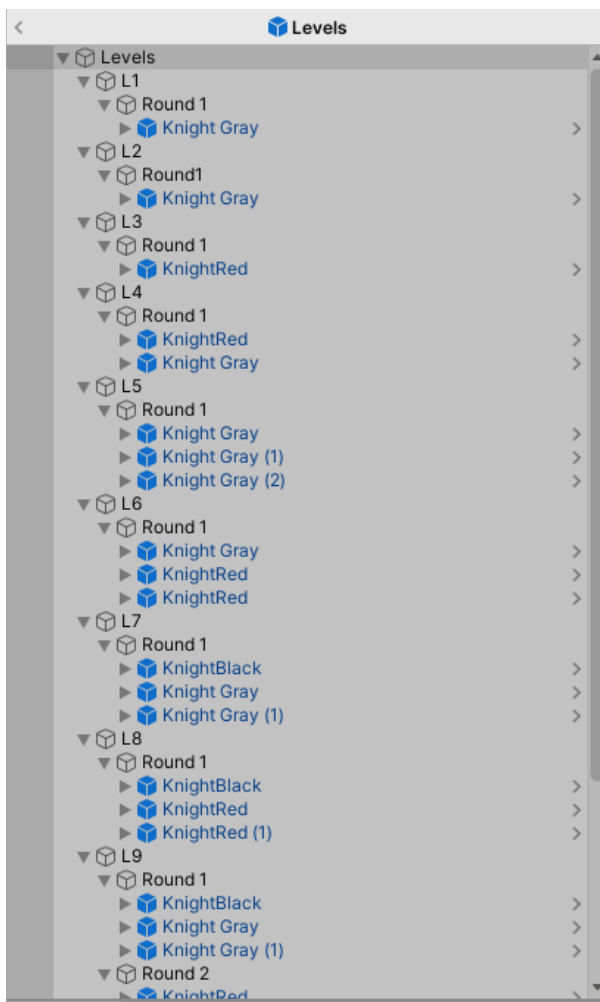 Levels
Levels
L1
Round 1
Knight Gray
L2
Round1
Knight Gray
L3
Round 1
KnightRed
L4
Round 1
KnightRed
Knight Gray
L5
Round 1
Knight Gray
Knight Gray (1)
Knight Gray (2)
L6
Round 1
Knight Gray
KnightRed
KnightRed
L7
Round 1
KnightBlack
Knight Gray
Knight Gray (1)
L8
Round 1
KnightBlack
KnightRed
KnightRed (1)
L9
Round 1
KnightBlack
Knight Gray
Knight Gray (1)
Round 2
KnightRed